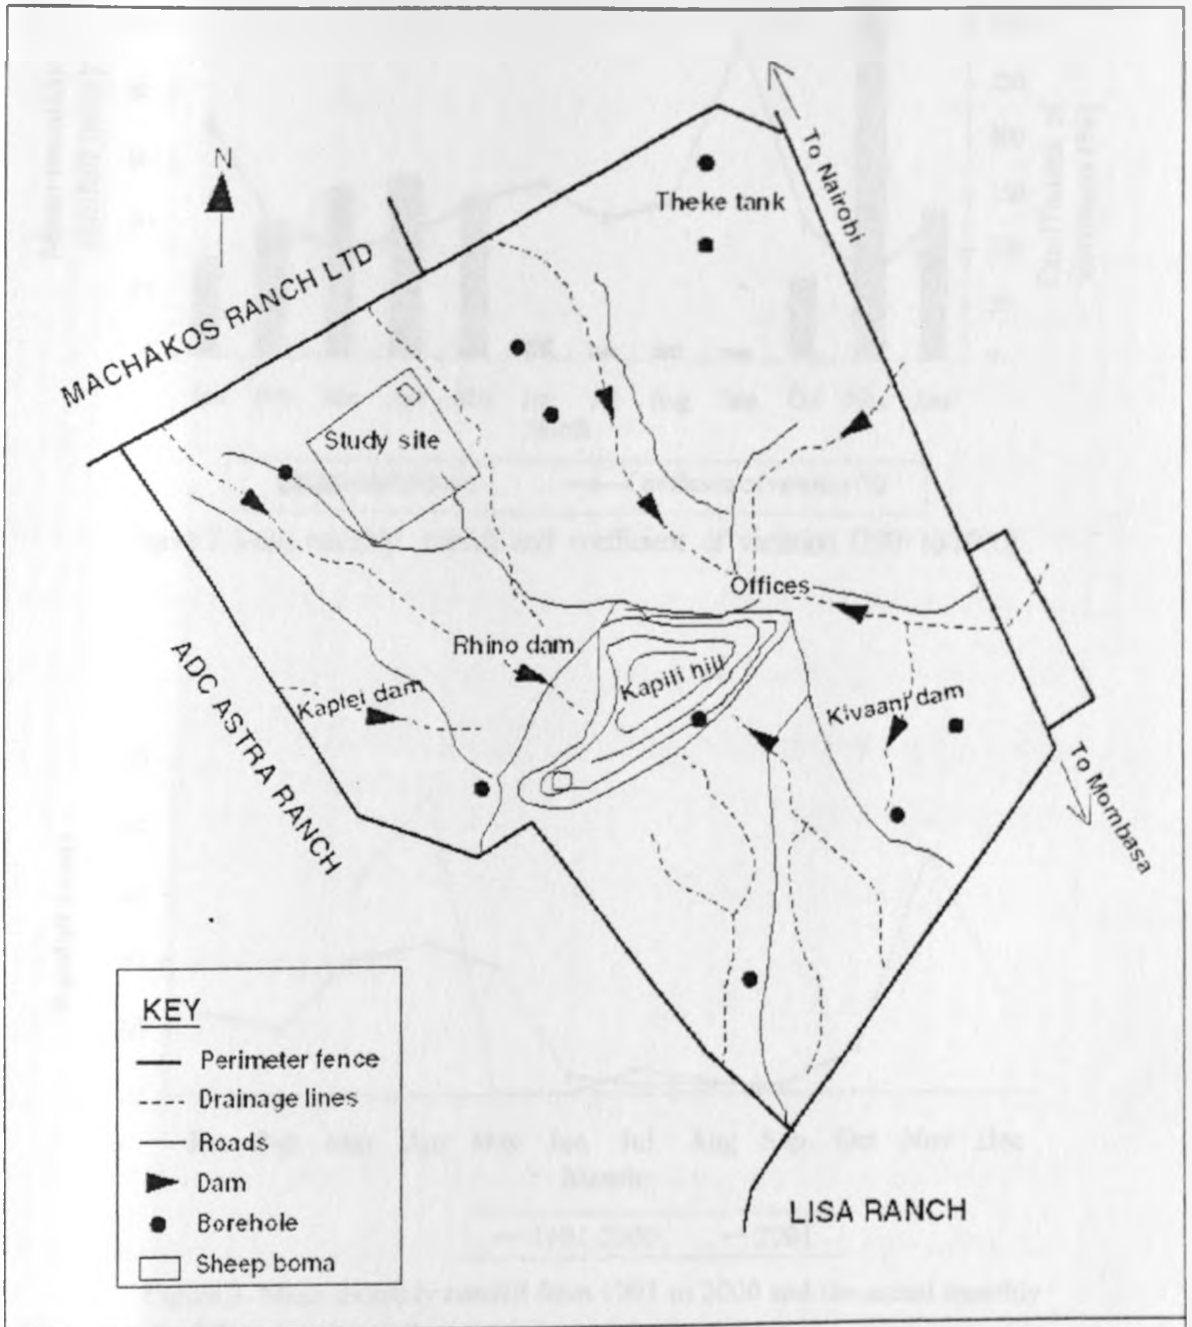 N
To Nairobi
Theke tank
MACHAKOS RANCH LTD
Study site
Offices
Rhino dam
Kapiti hill
Kaplei dam
Kivaani dam
ADC ASTRA RANCH
To Mombasa
KEY
Perimeter fence
Drainage lines
Roads
Dam
Borehole
Sheep boma
LISA RANCH